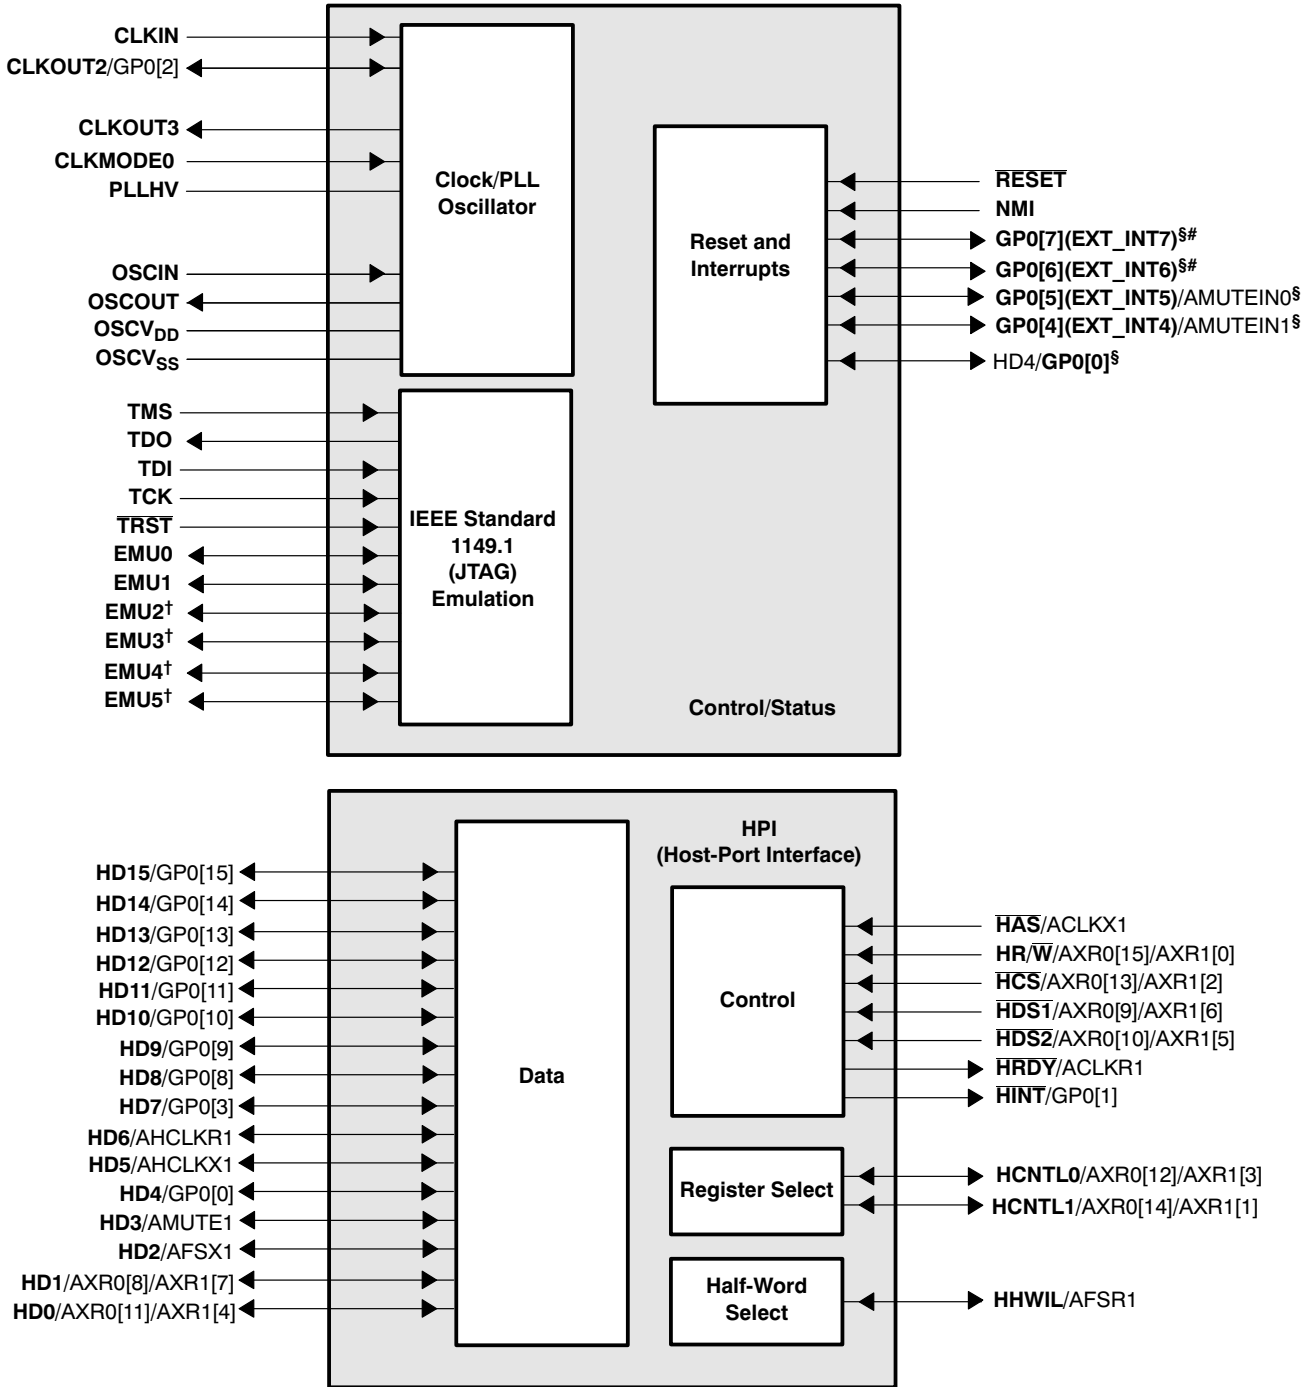 CLKIN
CLKOUT2/GP0[2]
CLKOUT3
CLKMODE0
PLLHV
OSCIN
OSCOUT
OSCVDD
OSCVSS
Clock/PLL
Oscillator
TMS
TDO
TDI
TCK
TRST
EMU0
EMU1
EMU2†
EMU3†
EMU4†
EMU5†
IEEE Standard
1149.1
(JTAG)
Emulation
Reset and
Interrupts
RESET
NMI
GP0[7](EXT_INT7)§#
GP0[6](EXT_INT6)§#
GP0[5](EXT_INT5)/AMUTEIN0§
GP0[4](EXT_INT4)/AMUTEIN1§
HD4/GP0[0]§
Control/Status
HD15/GP0[15]
HD14/GP0[14]
HD13/GP0[13]
HD12/GP0[12]
HD11/GP0[11]
HD10/GP0[10]
HD9/GP0[9]
HD8/GP0[8]
HD7/GP0[3]
HD6/AHCLKR1
HD5/AHCLKX1
HD4/GP0[0]
HD3/AMUTE1
HD2/AFSX1
HD1/AXR0[8]/AXR1[7]
HD0/AXR0[11]/AXR1[4]
Data
HPI
(Host-Port Interface)
Control
HAS/ACLKX1
HR/W/AXR0[15]/AXR1[0]
HCS/AXR0[13]/AXR1[2]
HDS1/AXR0[9]/AXR1[6]
HDS2/AXR0[10]/AXR1[5]
HRDY/ACLKR1
HINT/GP0[1]
Register Select
HCNTL0/AXR0[12]/AXR1[3]
HCNTL1/AXR0[14]/AXR1[1]
Half-Word
Select
HHWIL/AFSR1